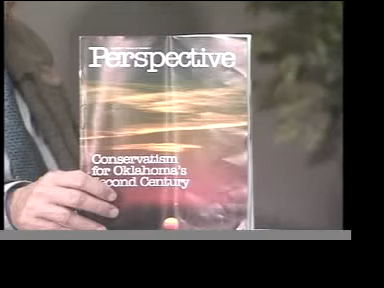 Perspective
Conservatism
for Oklahoma's
Second Century